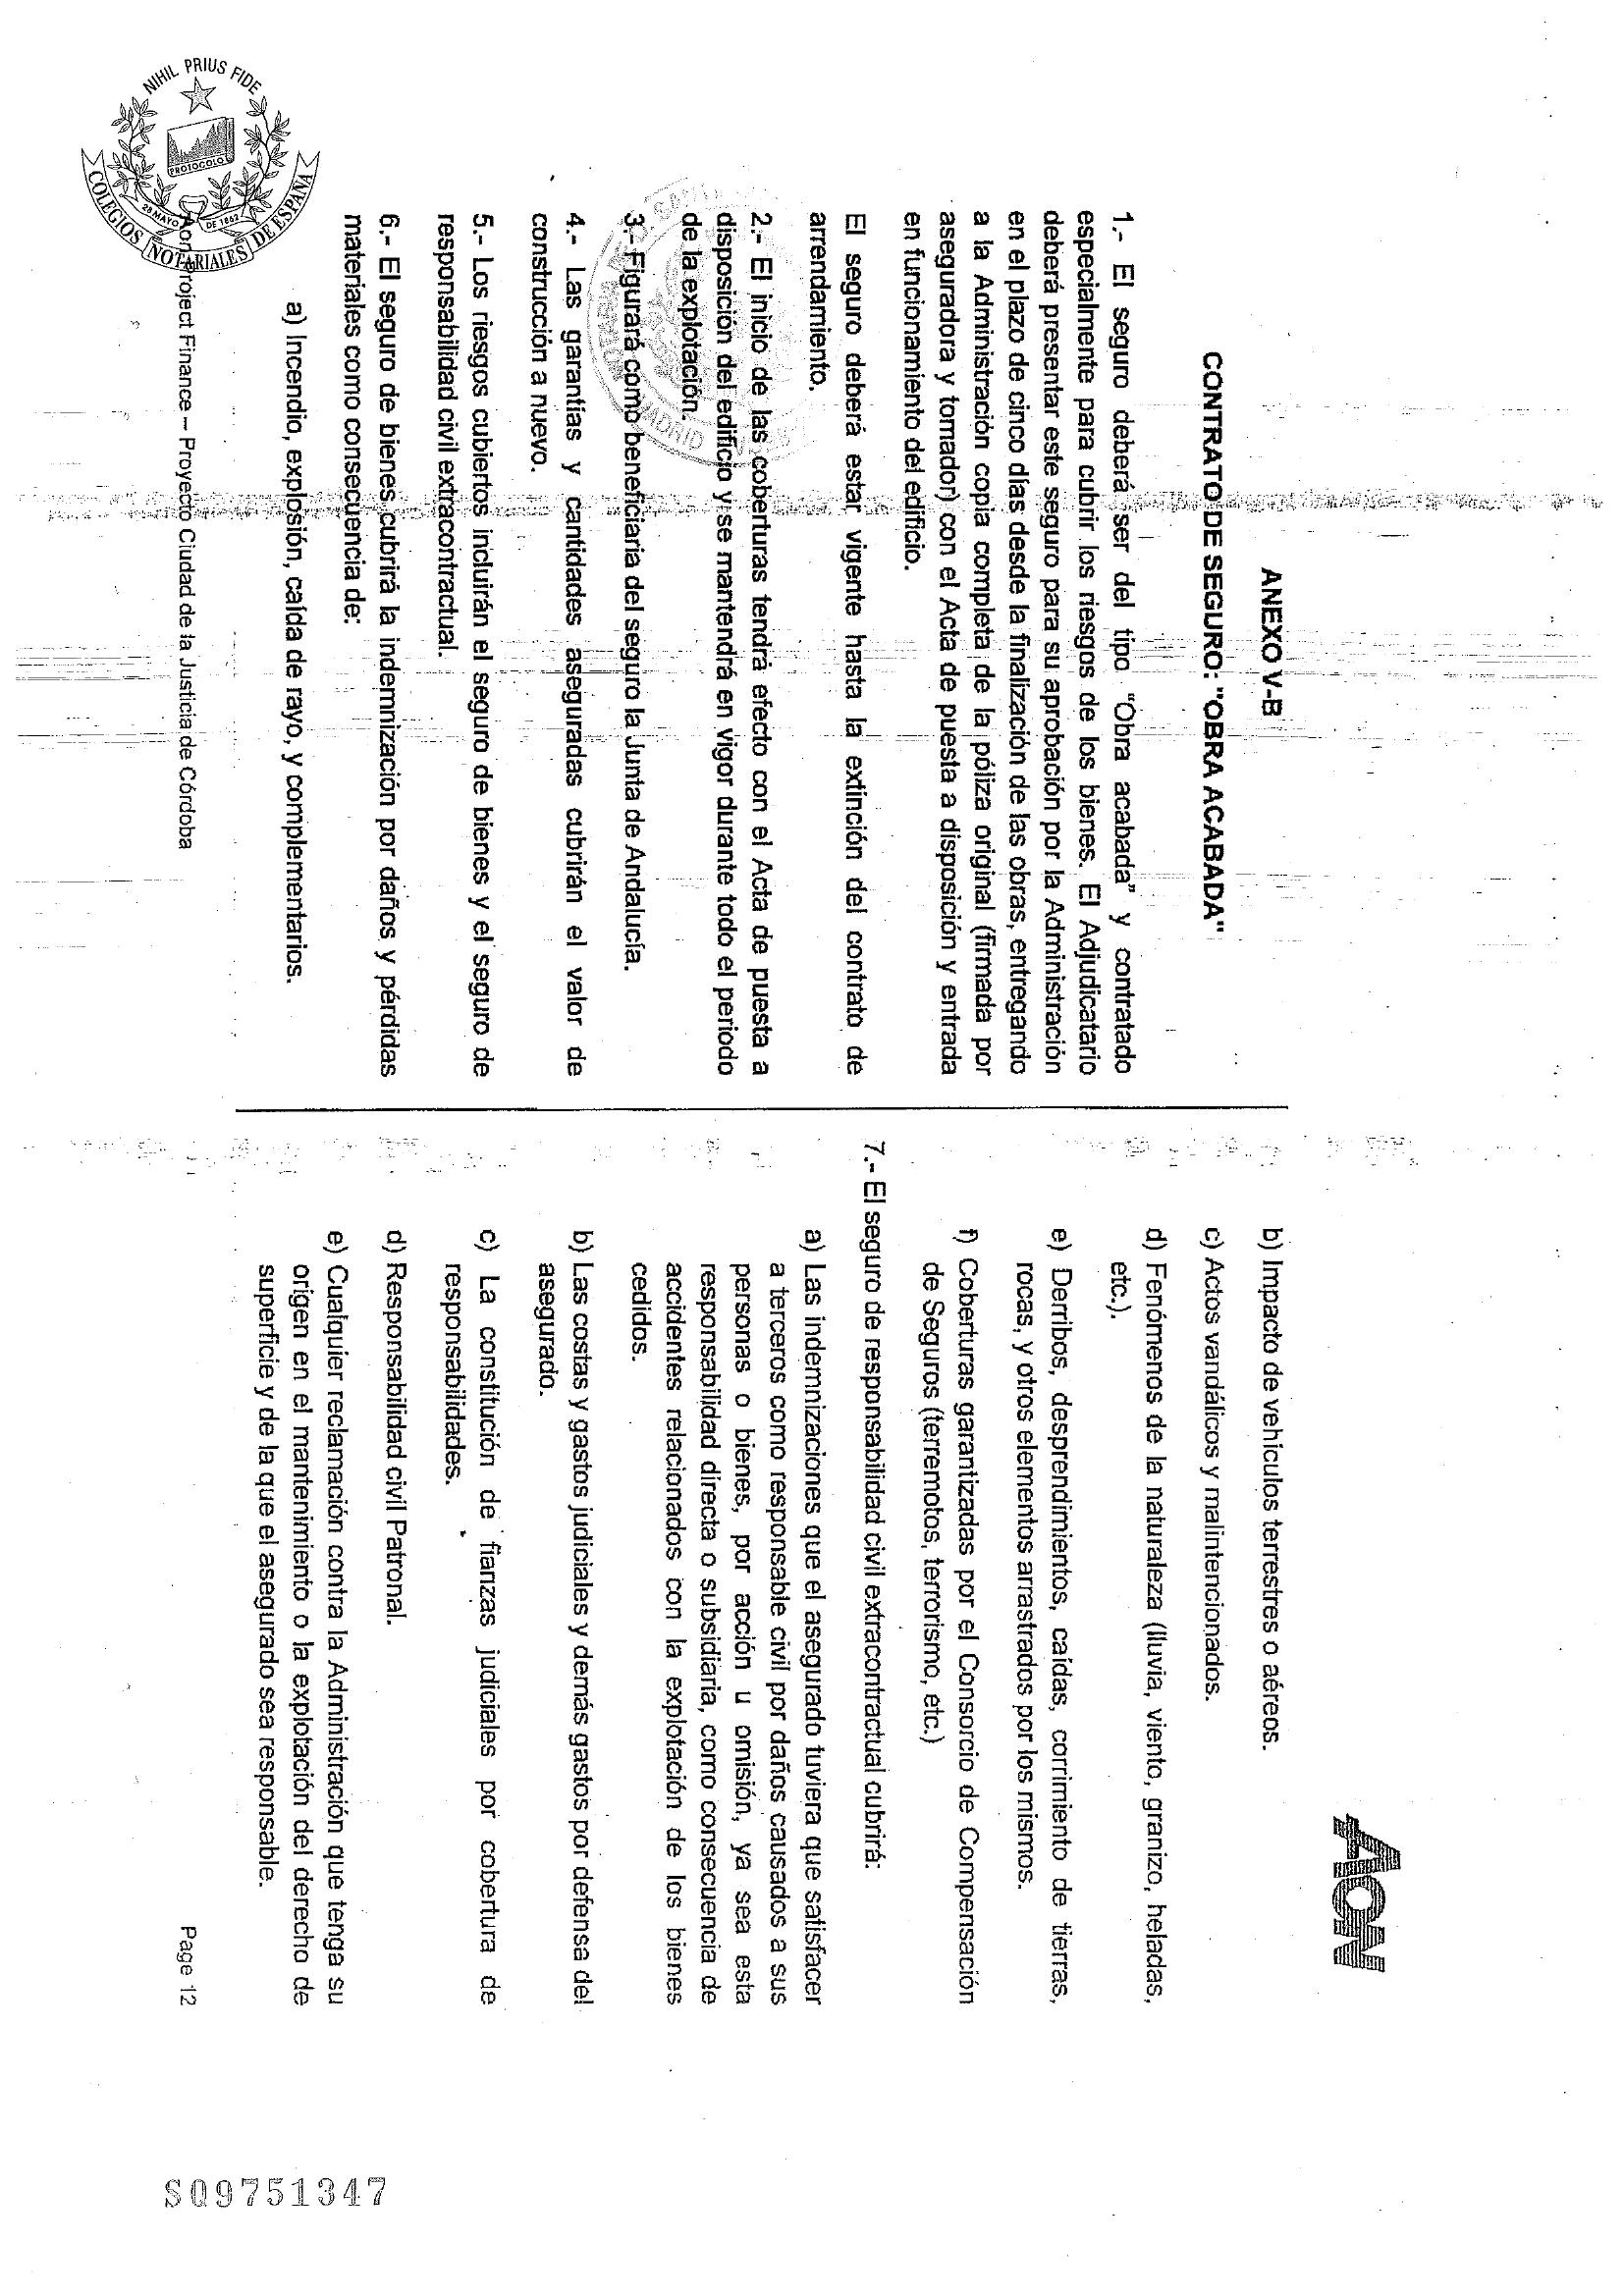 AON
ANEXO V-B
CONTRATO DE SEGURO: "OBRA ACABADA"
1.- El seguro deberá ser del tipo "Obra acabada" y contratado
especialmente para cubrir los riesgos de los bienes. El Adjudicatario
deberá presentar este seguro para su aprobación por la Administración
en el plazo de cinco días desde la finalización de las obras, entregando
a la Administración copia completa de la póliza original (firmada por
aseguradora y tomador) con el Acta de puesta a disposición y entrada
en funcionamiento del edificio.
El seguro deberá estar vigente hasta la extinción del contrato de
arrendamiento.
2.- El inicio de las coberturas tendrá efecto con el Acta de puesta a
disposición del edificio y se mantendrá en vigor durante todo el periodo
de la explotación.
3.- Figurará como beneficiaria del seguro la Junta de Andalucía.
4.- Las garantías y cantidades aseguradas cubrirán el valor de
construcción a nuevo.
5.- Los riesgos cubiertos incluirán el seguro de bienes y el seguro de
responsabilidad civil extracontractual.
6.- El seguro de bienes cubrirá la indemnización por daños y pérdidas
materiales como consecuencia de:
a) Incendio, explosión, caída de rayo, y complementarios.
b) Impacto de vehículos terrestres o aéreos.
c) Actos vandálicos y malintencionados.
d) Fenómenos de la naturaleza (lluvia, viento, granizo, heladas,
etc.).
e) Derribos, desprendimientos, caídas, corrimiento de tierras,
rocas, y otros elementos arrastrados por los mismos.
f) Coberturas garantizadas por el Consorcio de Compensación
de Seguros (terremotos, terrorismo, etc.)
7.- El seguro de responsabilidad civil extracontractual cubrirá:
a) Las indemnizaciones que el asegurado tuviera que satisfacer
a terceros como responsable civil por daños causados a sus
personas o bienes, por acción u omisión, ya sea esta
responsabilidad directa o subsidiaria, como consecuencia de
accidentes relacionados con la explotación de los bienes
cedidos.
b) Las costas y gastos judiciales y demás gastos por defensa del
asegurado.
c) La constitución de fianzas judiciales por cobertura de
responsabilidades.
d) Responsabilidad civil Patronal.
e) Cualquier reclamación contra la Administración que tenga su
origen en el mantenimiento o la explotación del derecho de
superficie y de la que el asegurado sea responsable.
Aon Project Finance – Proyecto Ciudad de la Justicia de Córdoba
Page 12
NIHIL PRIUS FIDE
PROTOCOLO
28 MAYO DE 1862
COLEGIOS NOTARIALES DE ESPAÑA
MADRID
SQ9751347